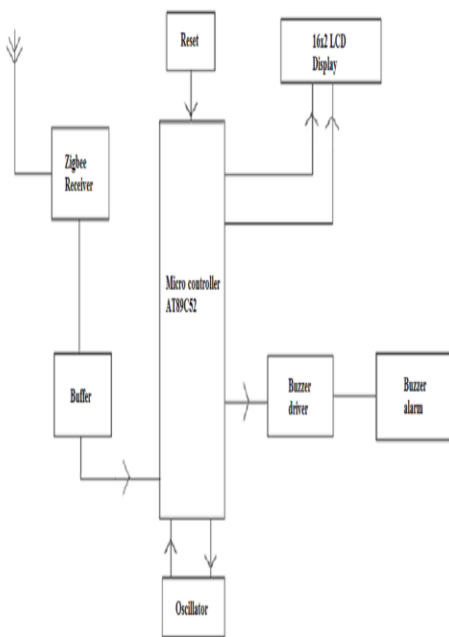 Reset
16x2 LCD
Display
Zigbee
Receiver
Micro controller
AT89C52
Buffer
Buzzer
driver
Buzzer
alarm
Oscillator